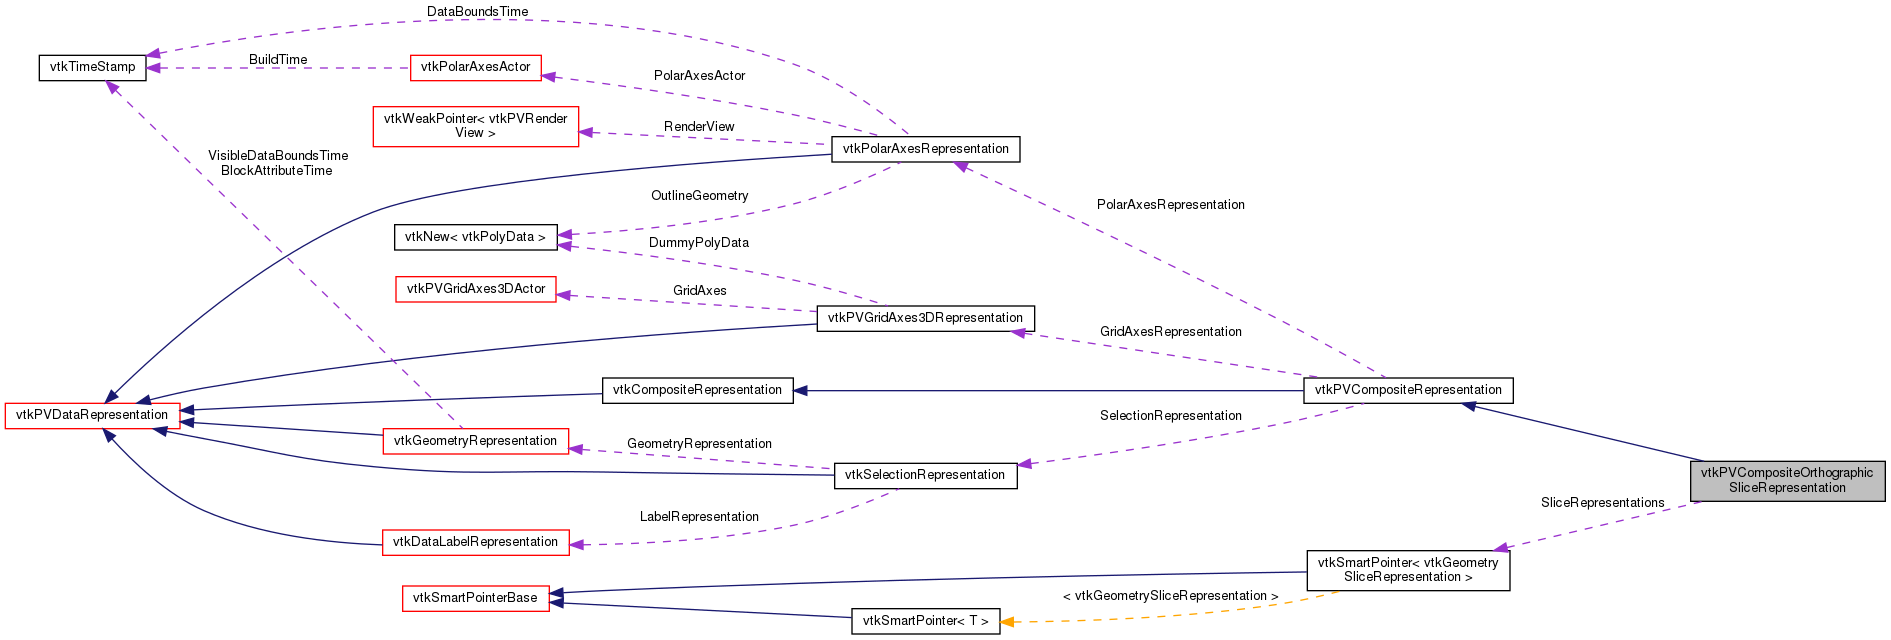 DataBoundsTime
vtkTimeStamp
BuildTime
vtkPolarAxesActor
PolarAxesActor
vtkWeakPointer< vtkPVRender
View >
RenderView
vtkPolarAxesRepresentation
VisibleDataBoundsTime
BlockAttributeTime
OutlineGeometry
PolarAxesRepresentation
vtkNew< vtkPolyData >
DummyPolyData
vtkPVGridAxes3DActor
GridAxes
vtkPVGridAxes3DRepresentation
GridAxesRepresentation
vtkCompositeRepresentation
vtkPVCompositeRepresentation
vtkPVDataRepresentation
SelectionRepresentation
vtkGeometryRepresentation
GeometryRepresentation
vtkSelectionRepresentation
vtkPVCompositeOrthographic
SliceRepresentation
SliceRepresentations
LabelRepresentation
vtkDataLabelRepresentation
vtkSmartPointer< vtkGeometry
SliceRepresentation >
vtkSmartPointerBase
< vtkGeometrySliceRepresentation >
vtkSmartPointer< T >